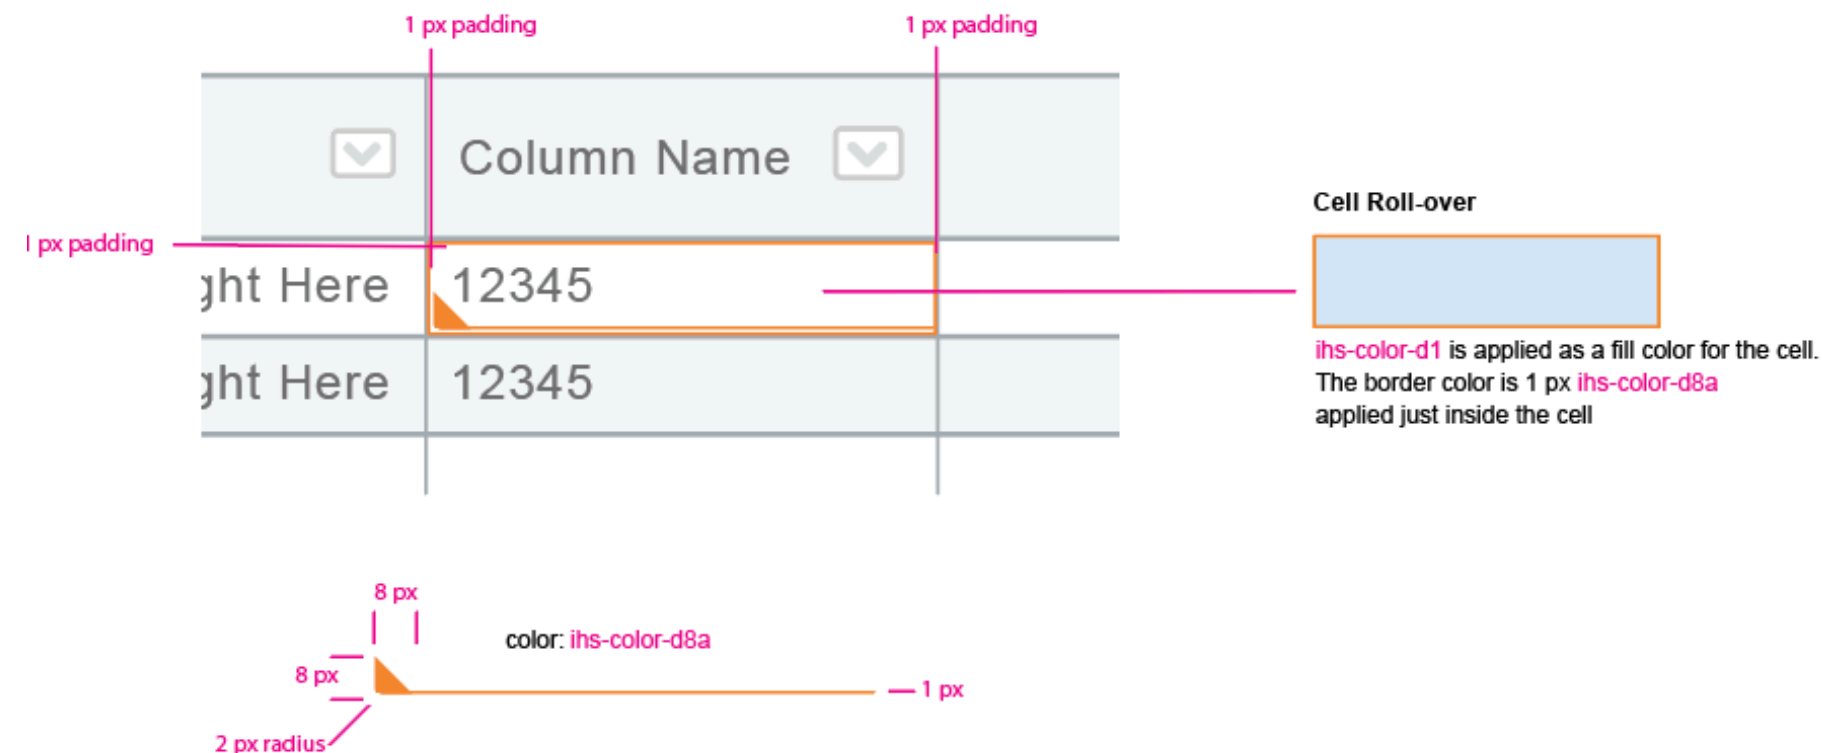 1 px padding
1 px padding
Column Name
Cell Roll-over
px padding
Here
12345
ihs-color-d1 is applied as a fill color for the cell.
The border color is 1 px ihs-color-d8a
applied just inside the cell
Here
12345
8 px
color: ihs-color-d8a
8 px
1 px
2 px radius